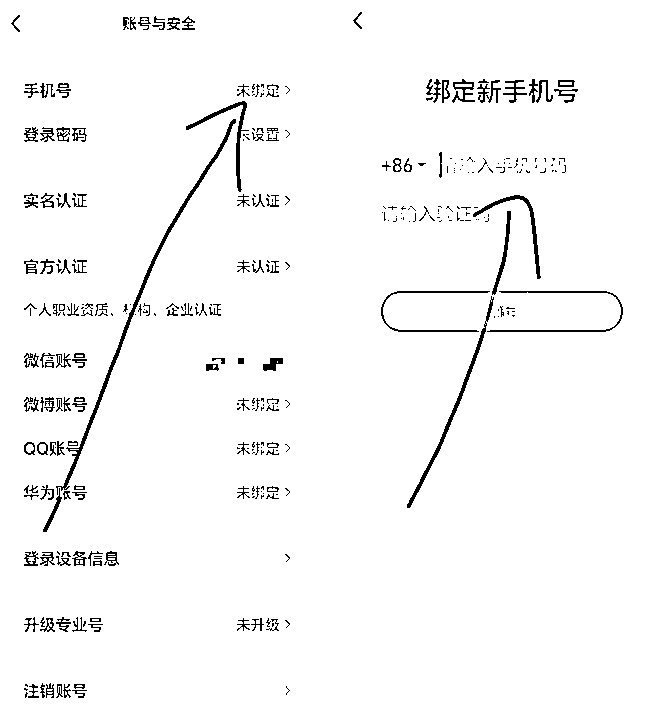 账号与安全
手机号 未绑定
登录密码 未设置
实名认证 未认证
官方认证 未认证
个人职业资质、机构、企业认证
微信账号
微博账号 未绑定
QQ账号 未绑定
华为账号 未绑定
登录设备信息
升级专业号 未升级
注销账号
绑定新手机号
+86 请输入手机号码
请输入验证码